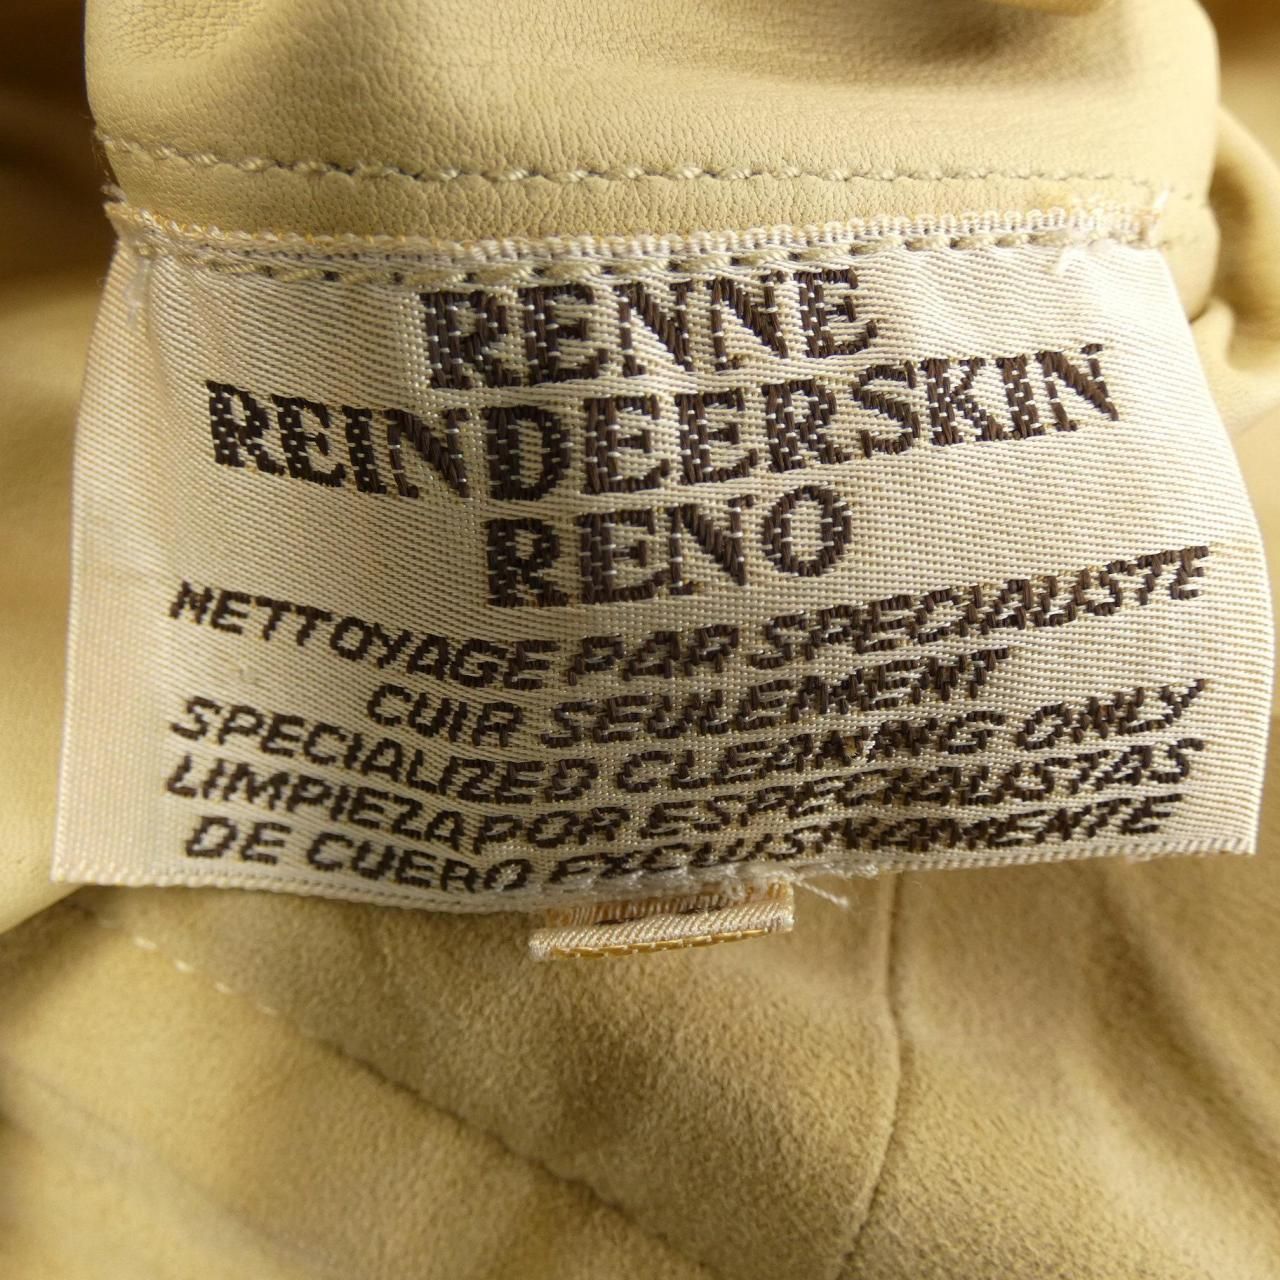 RENNE
REINDEERSKIN
RENO
NETTOYAGE PAR SPECIALISTE
CUIR SEULEMENT
SPECIALIZED CLEANING ONLY
LIMPIEZA POR ESPECIALISTAS
DE CUERO EXCLUSIVAMENTE